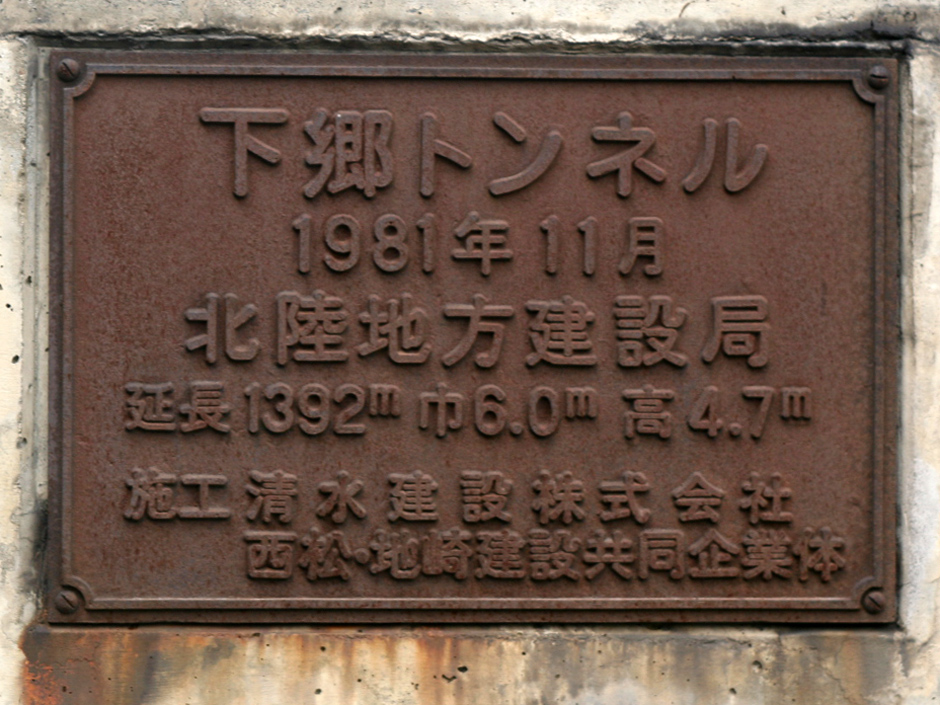 下郷トンネル
1981年11月
北陸地方建設局
延長1392m 巾6.0m 高4.7m
施工 清水建設株式会社
西松・地崎建設共同企業体